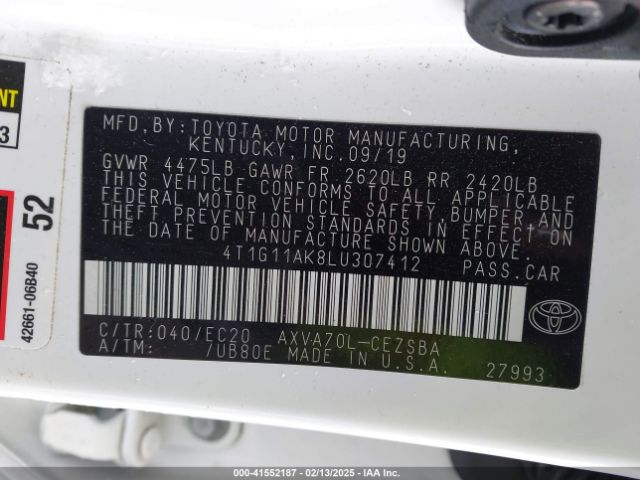 MFD. BY: TOYOTA MOTOR MANUFACTURING,
KENTUCKY, INC. 09/19
GVWR 4475LB GAWR FR 2620LB RR 2420LB
THIS VEHICLE CONFORMS TO ALL APPLICABLE
FEDERAL MOTOR VEHICLE SAFETY, BUMPER, AND
THEFT PREVENTION STANDARDS IN EFFECT ON
THE DATE OF MANUFACTURE SHOWN ABOVE.
4T1G11AK8LU307412 PASS. CAR
C/TR: 040/EC20 AXVA70L-CEZSBA
A/TM: /UB80E MADE IN U.S.A.
27993
52
42661-06B40
3
000-41552187 - 02/13/2025 - IAA Inc.